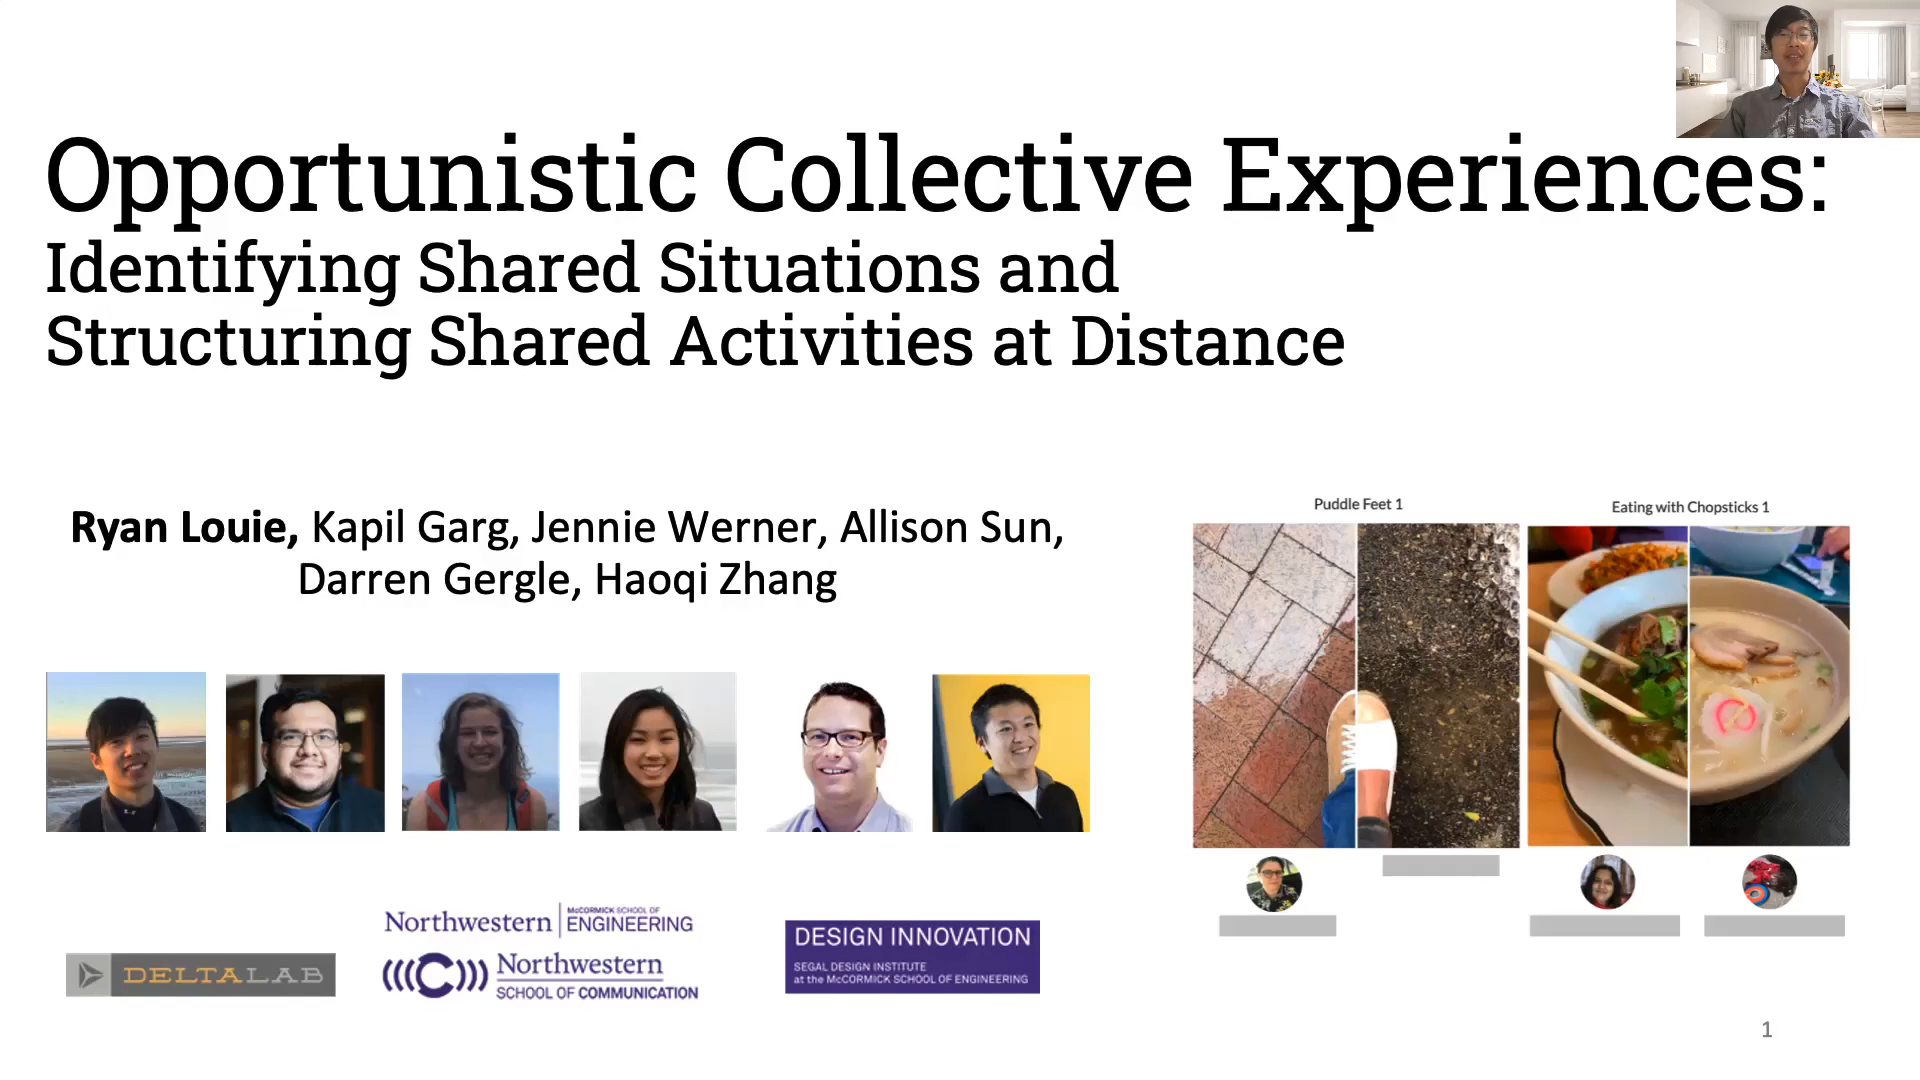 Opportunistic Collective Experiences:
Identifying Shared Situations and
Structuring Shared Activities at Distance
Ryan Louie, Kapil Garg, Jennie Werner, Allison Sun,
Darren Gergle, Haoqi Zhang
Puddle Feet 1
Eating with Chopsticks 1
DELTALAB
Northwestern
McCORMICK SCHOOL OF
ENGINEERING
Northwestern
SCHOOL OF COMMUNICATION
DESIGN INNOVATION
SEGAL DESIGN INSTITUTE
at the McCORMICK SCHOOL OF ENGINEERING
1